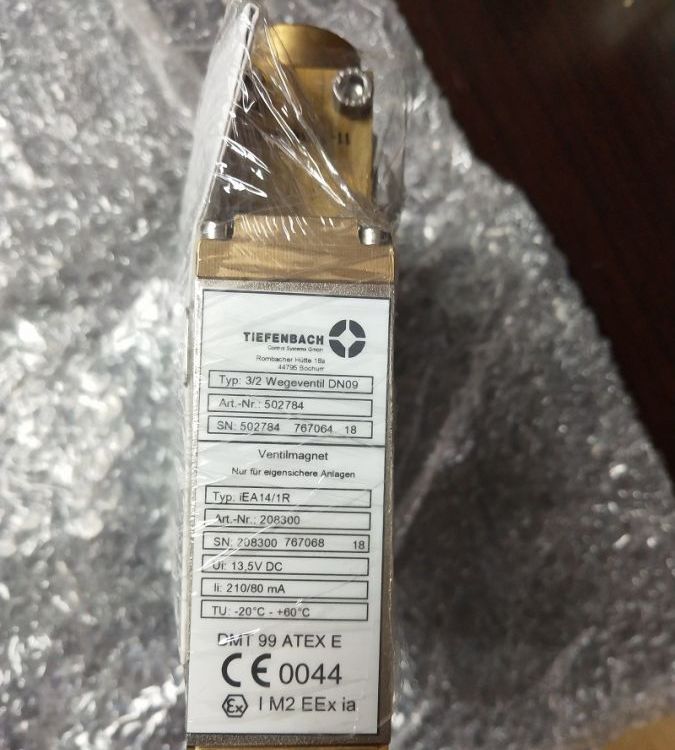 TIEFENBACH
Control Systems GmbH
Rombacher Hütte 18a
44795 Bochum
Typ: 3/2 Wegeventil DN09
Art.-Nr.: 502784
SN: 502784 767064 18
Ventilmagnet
Nur für eigensichere Anlagen
Typ: iEA14/1R
Art.-Nr.: 208300
SN: 208300 767068 18
Ui: 13,5V DC
Ii: 210/80 mA
TU: -20°C - +60°C
DMT 99 ATEX E
CE 0044
Ex I M2 EEx ia